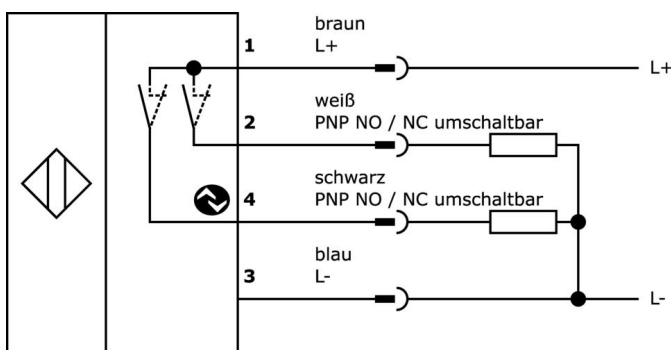 braun
1 L+
L+
weiß
2 PNP NO / NC umschaltbar
schwarz
4 PNP NO / NC umschaltbar
blau
3 L-
L-